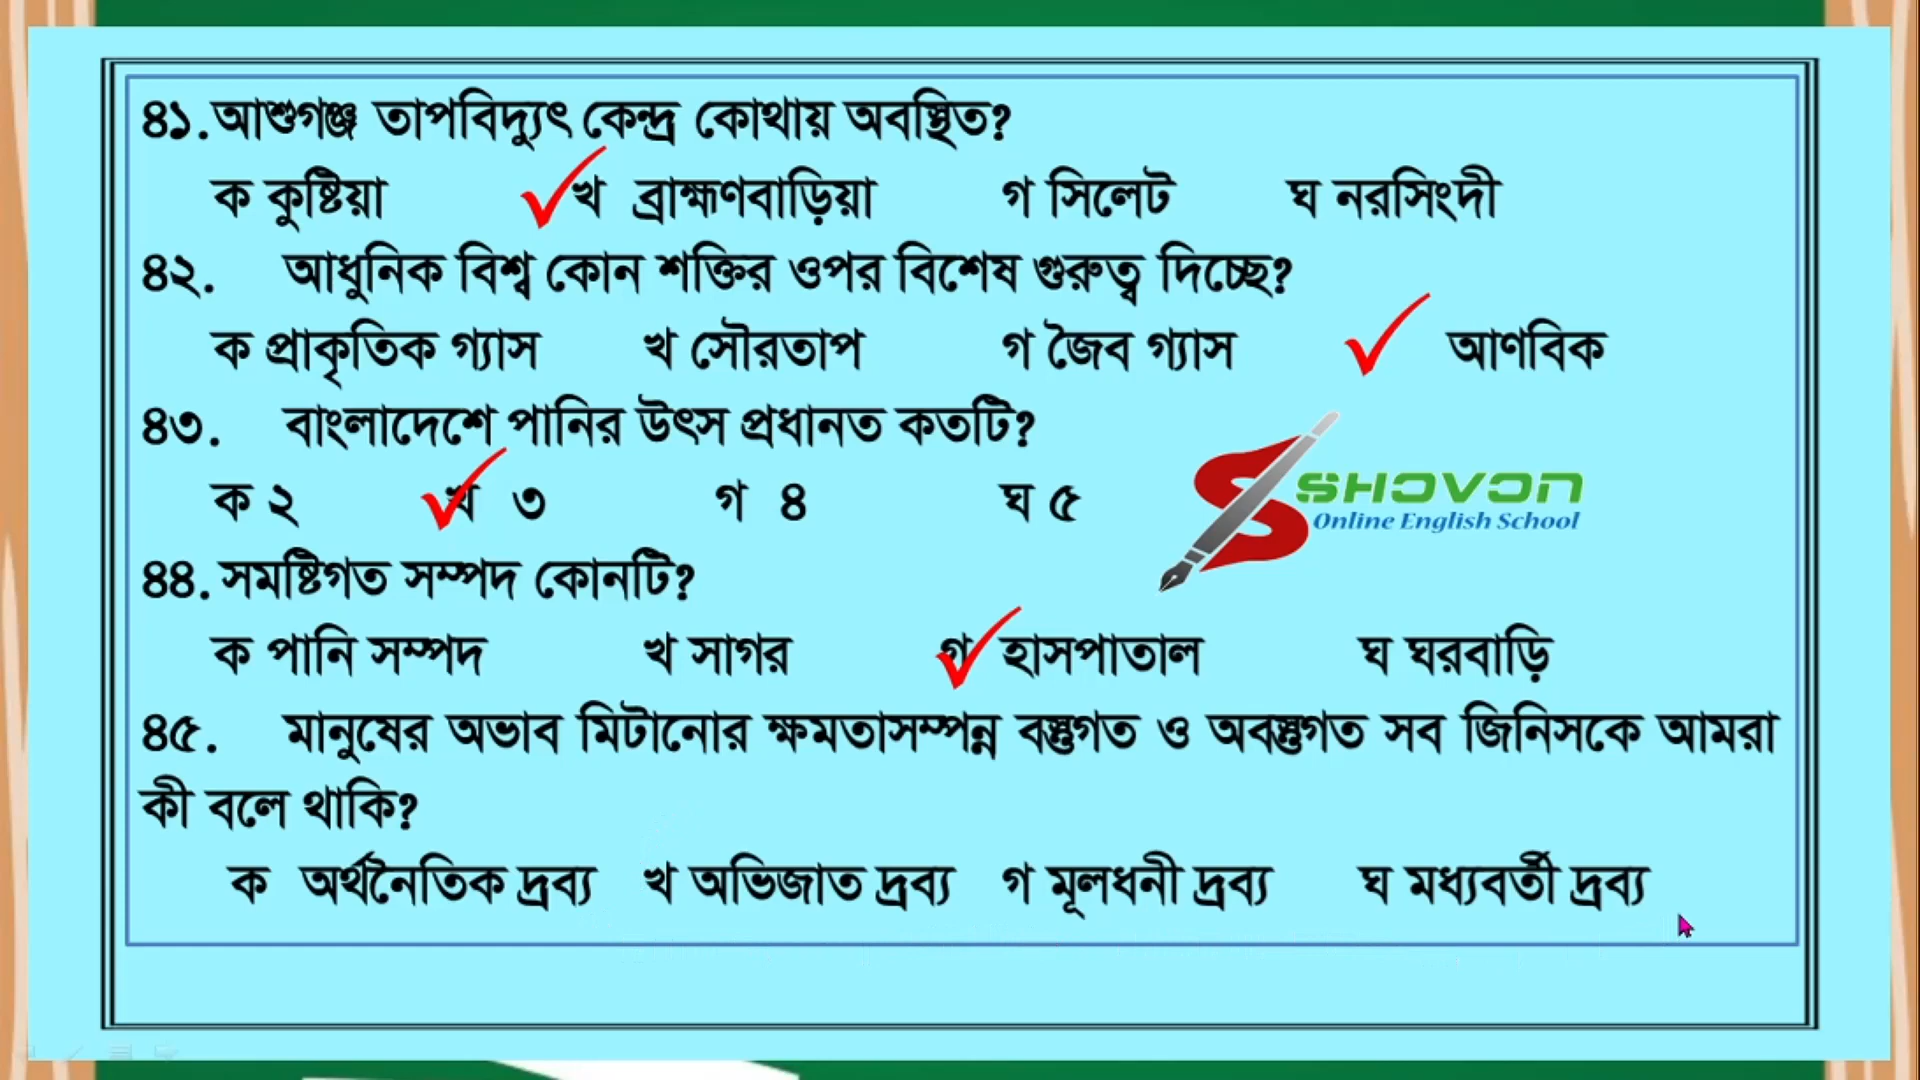 ৪১.আশুগঞ্জ তাপবিদ্যুৎ কেন্দ্র কোথায় অবস্থিত?
ক কুষ্টিয়া খ ব্রাহ্মণবাড়িয়া গ সিলেট ঘ নরসিংদী
৪২. আধুনিক বিশ্ব কোন শক্তির ওপর বিশেষ গুরুত্ব দিচ্ছে?
ক প্রাকৃতিক গ্যাস খ সৌরতাপ গ জৈব গ্যাস আণবিক
৪৩. বাংলাদেশে পানির উৎস প্রধানত কতটি?
ক ২ খ ৩ গ ৪ ঘ ৫
SHOVON
Online English School
৪৪. সমষ্টিগত সম্পদ কোনটি?
ক পানি সম্পদ খ সাগর গ হাসপাতাল ঘ ঘরবাড়ি
৪৫. মানুষের অভাব মিটানোর ক্ষমতাসম্পন্ন বস্তুগত ও অবস্তুগত সব জিনিসকে আমরা
কী বলে থাকি?
ক অর্থনৈতিক দ্রব্য খ অভিজাত দ্রব্য গ মূলধনী দ্রব্য ঘ মধ্যবর্তী দ্রব্য